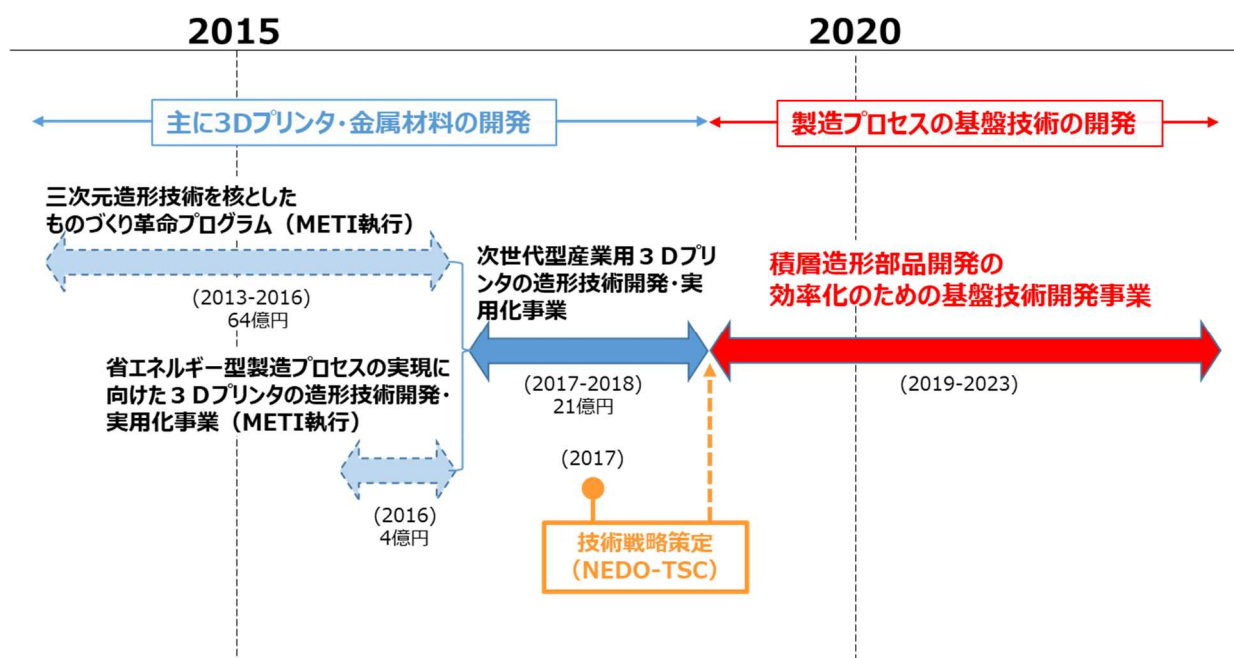 2015
2020
主に3Dプリンタ・金属材料の開発
製造プロセスの基盤技術の開発
三次元造形技術を核とした
ものづくり革命プログラム（METI執行）
(2013-2016)
64億円
省エネルギー型製造プロセスの実現に
向けた３Ｄプリンタの造形技術開発・
実用化事業（METI執行）
(2016)
4億円
次世代型産業用３Ｄプリ
ンタの造形技術開発・実
用化事業
(2017-2018)
21億円
(2017)
技術戦略策定
（NEDO-TSC）
積層造形部品開発の
効率化のための基盤技術開発事業
(2019-2023)